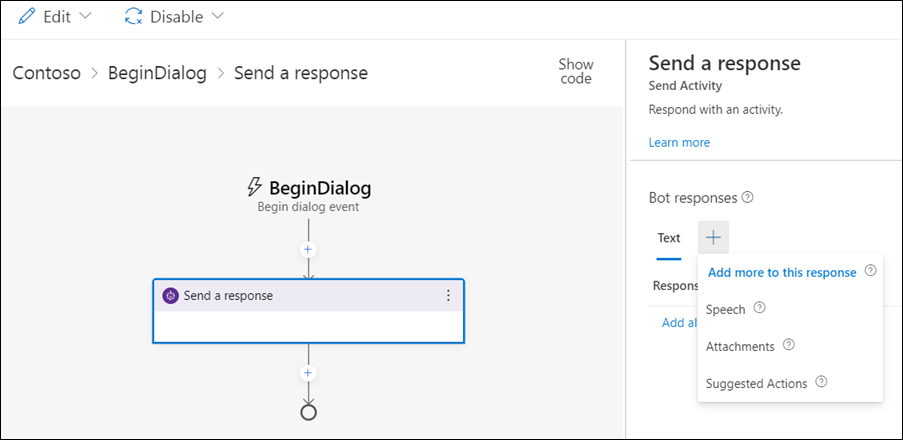 Edit
Disable
Contoso > BeginDialog > Send a response
Show
code
BeginDialog
Begin dialog event
Send a response
Send a response
Send Activity
Respond with an activity.
Learn more
Bot responses
Text
Add more to this response
Respons
Speech
Add al
Attachments
Suggested Actions